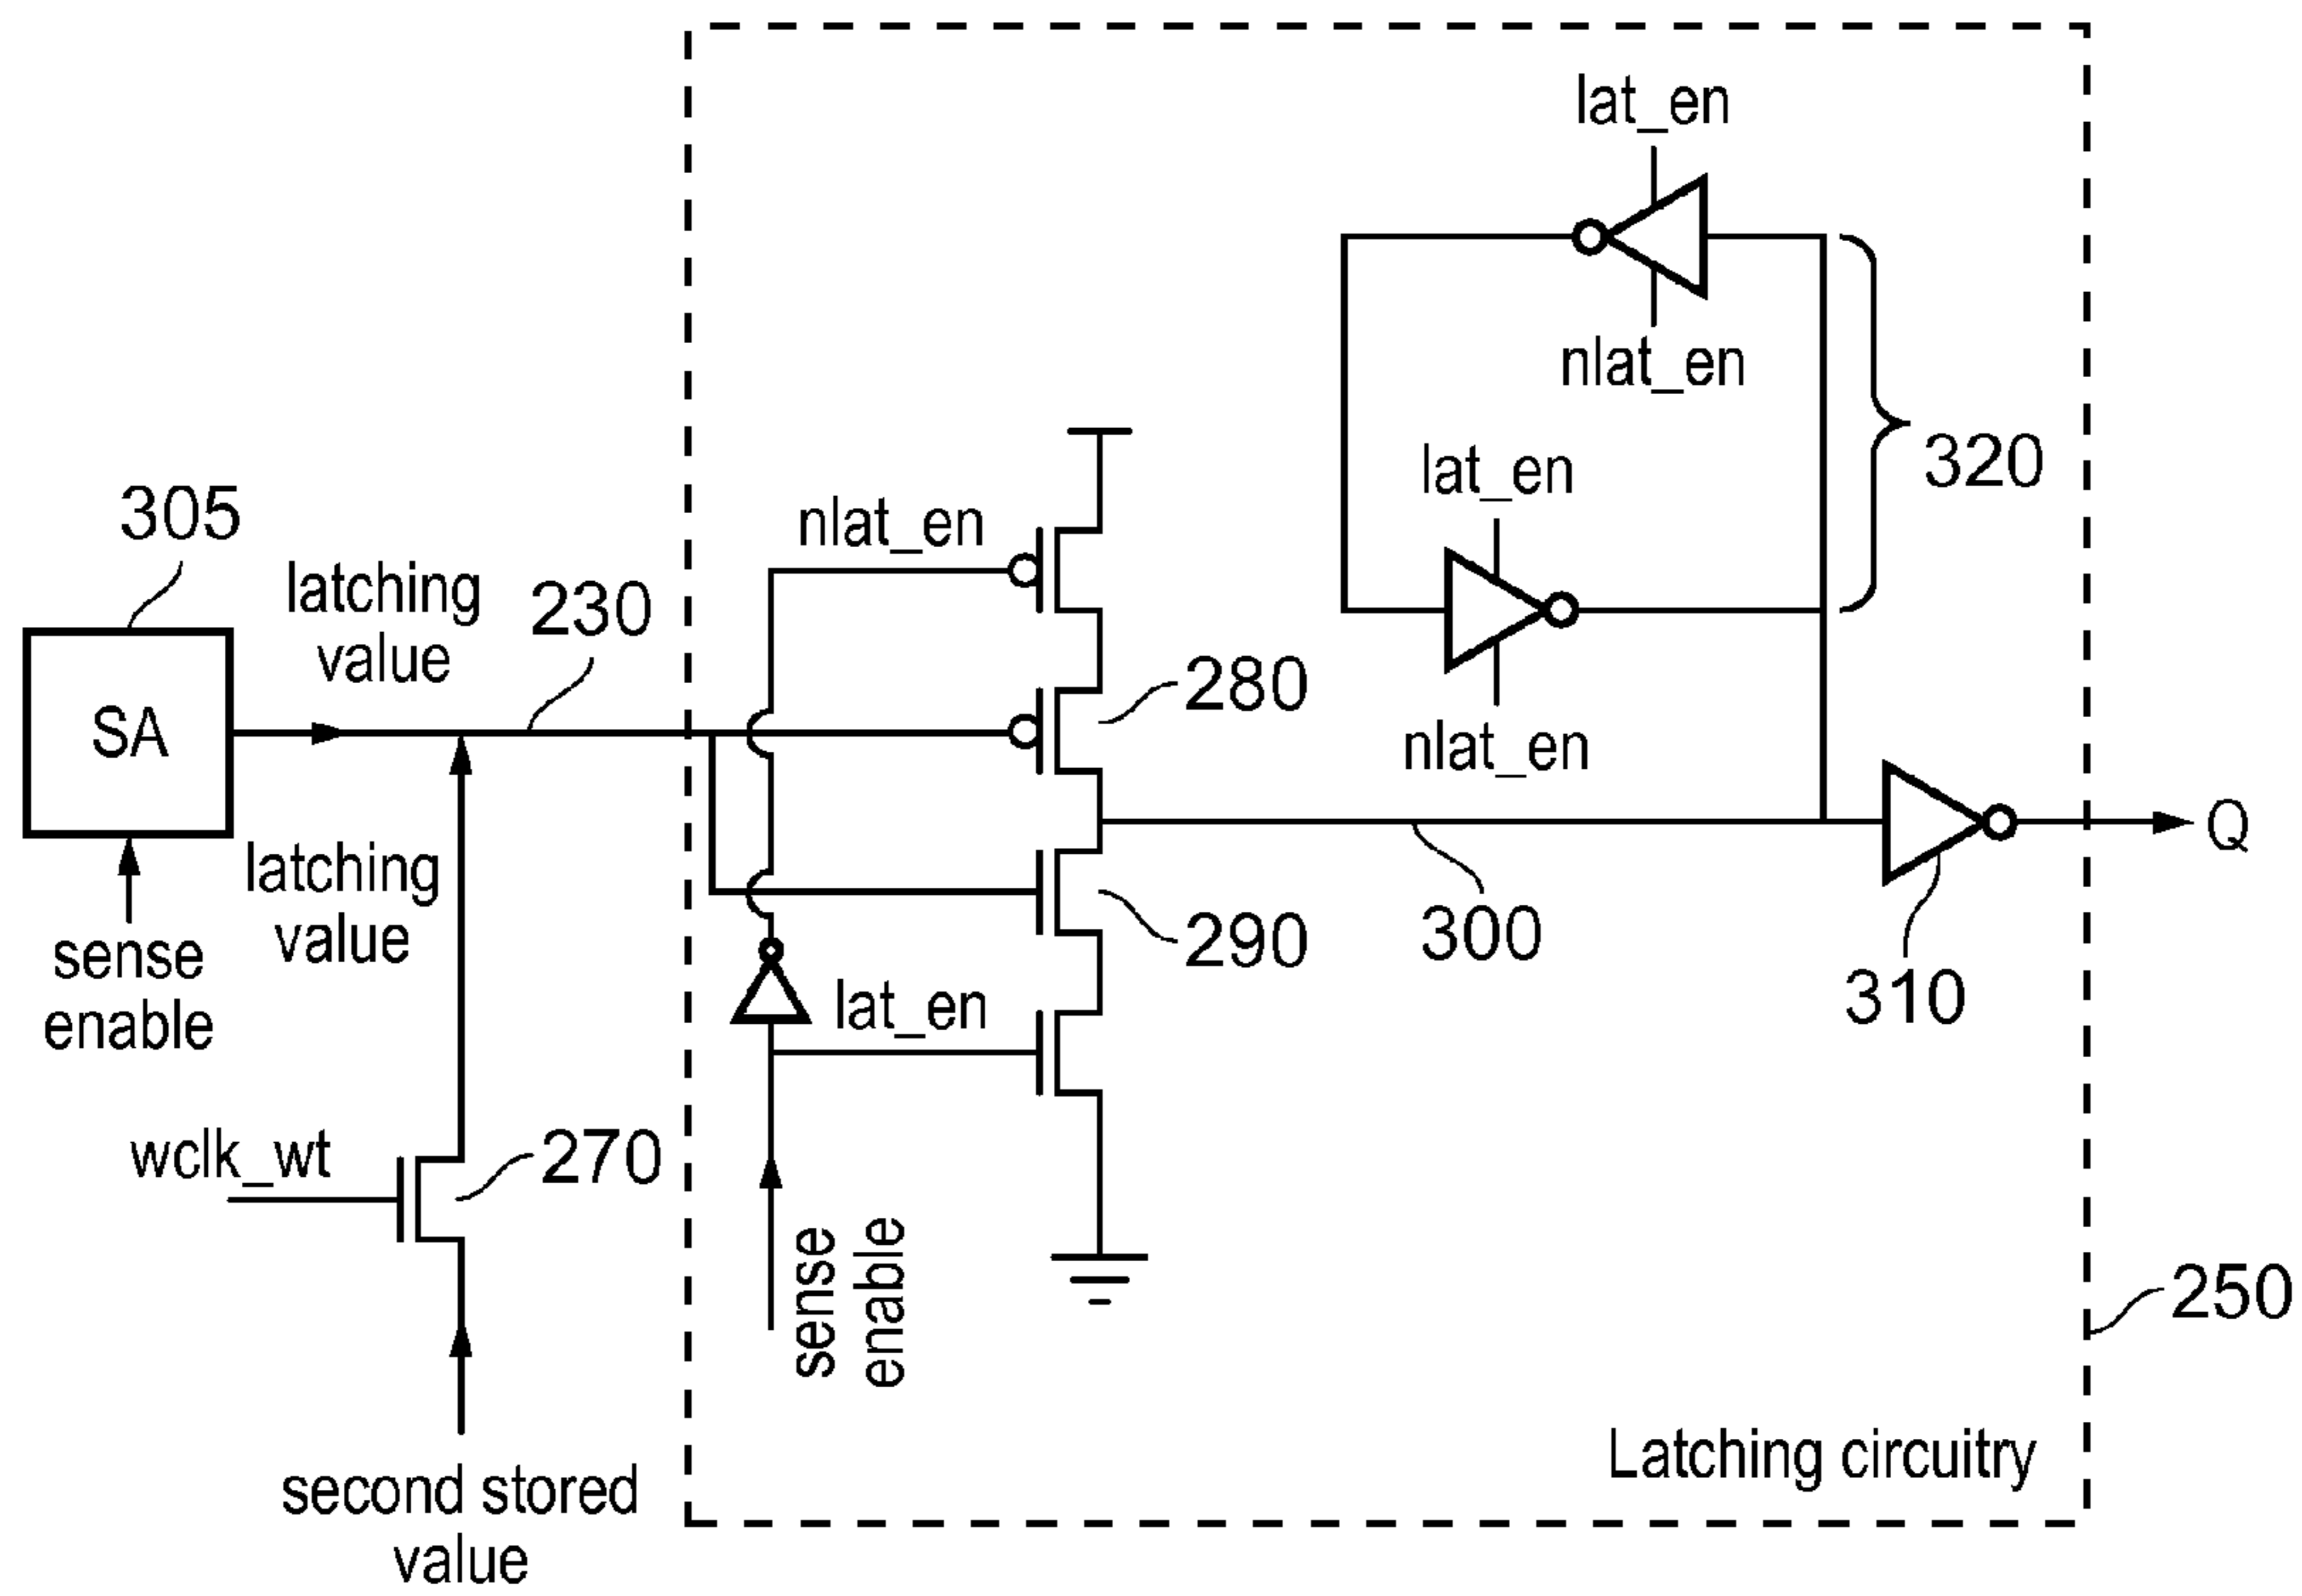 lat_en
nlat_en
320
lat_en
nlat_en
nlat_en
305
latching
value
230
280
SA
latching
value
sense
enable
290
300
310
Q
lat_en
wclk_wt
270
sense
enable
250
second stored
value
Latching circuitry